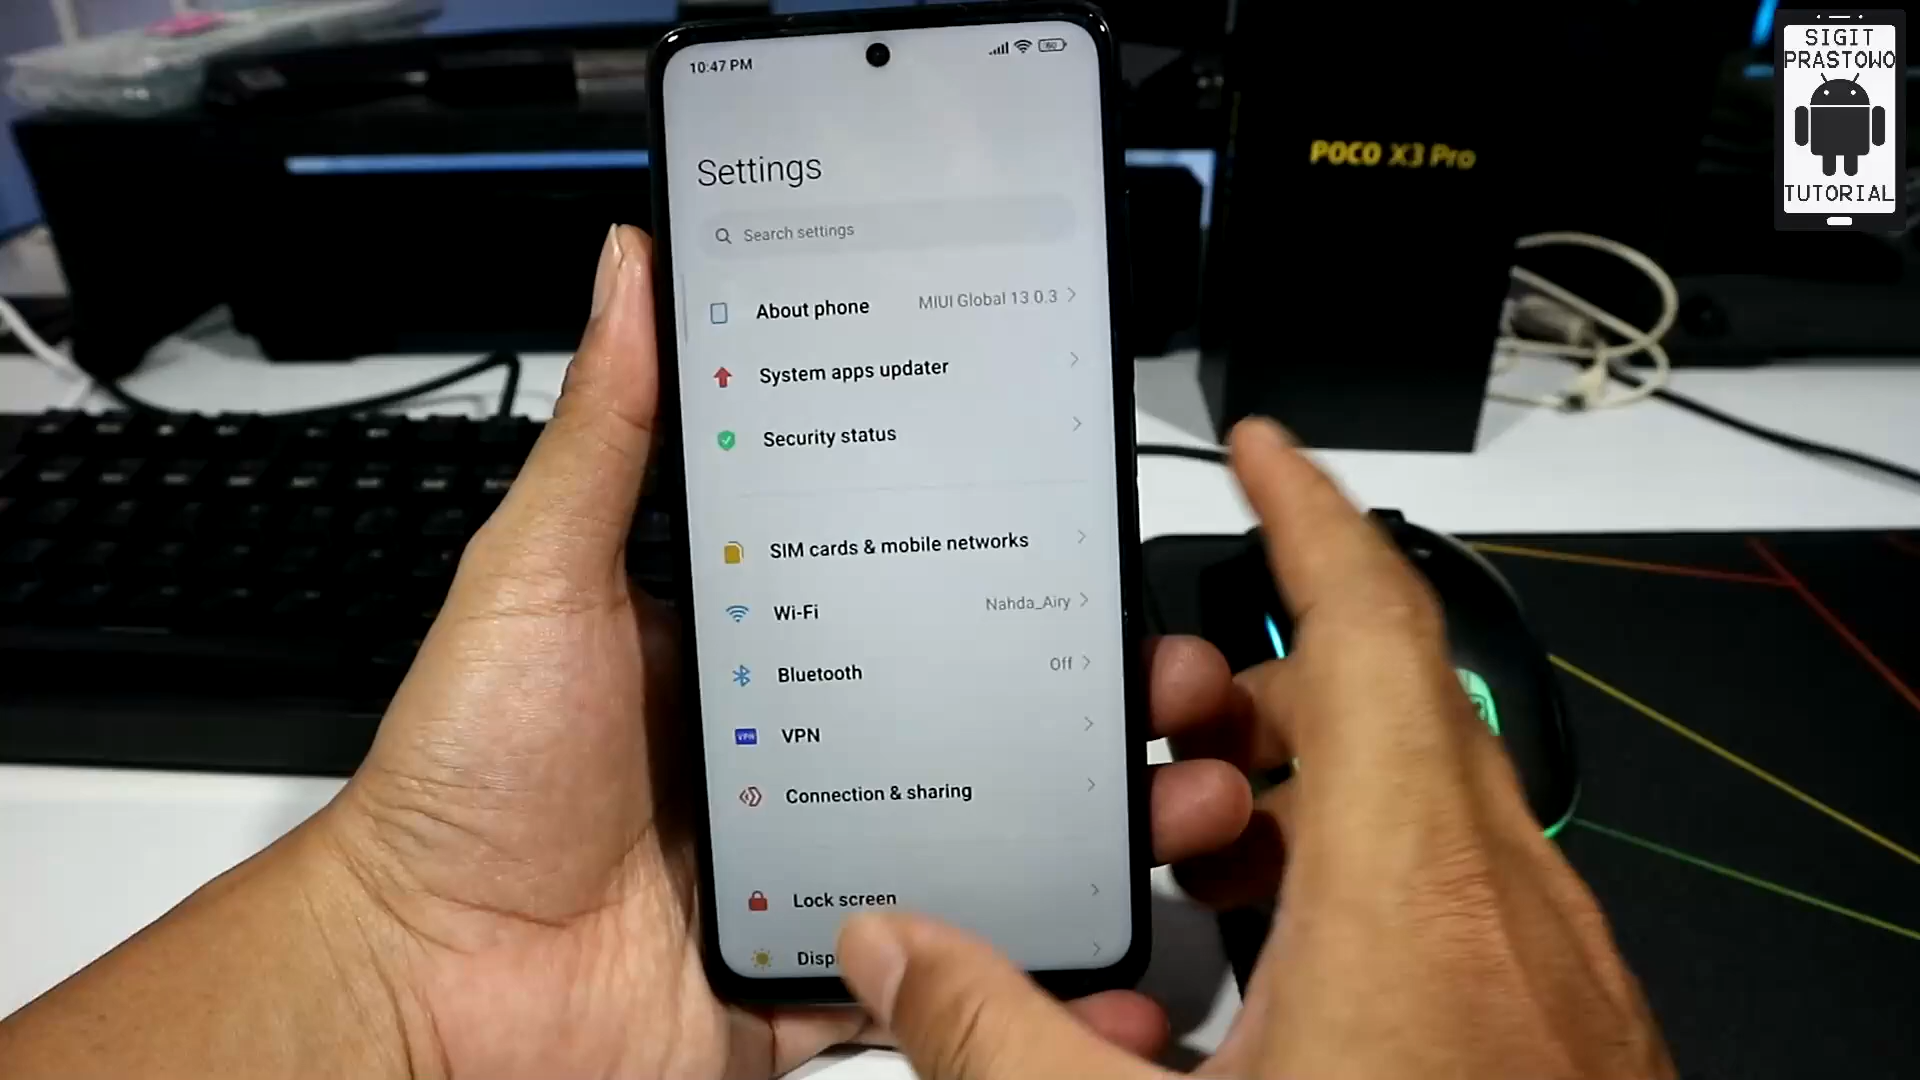 10:47 PM
60
Settings
Search settings
About phone
MIUI Global 13.0.3
System apps updater
Security status
SIM cards & mobile networks
Wi-Fi
Nahda_Airy
Bluetooth
Off
VPN
VPN
Connection & sharing
Lock screen
Disp
POCO X3 Pro
SIGIT
PRASTOWO
TUTORIAL